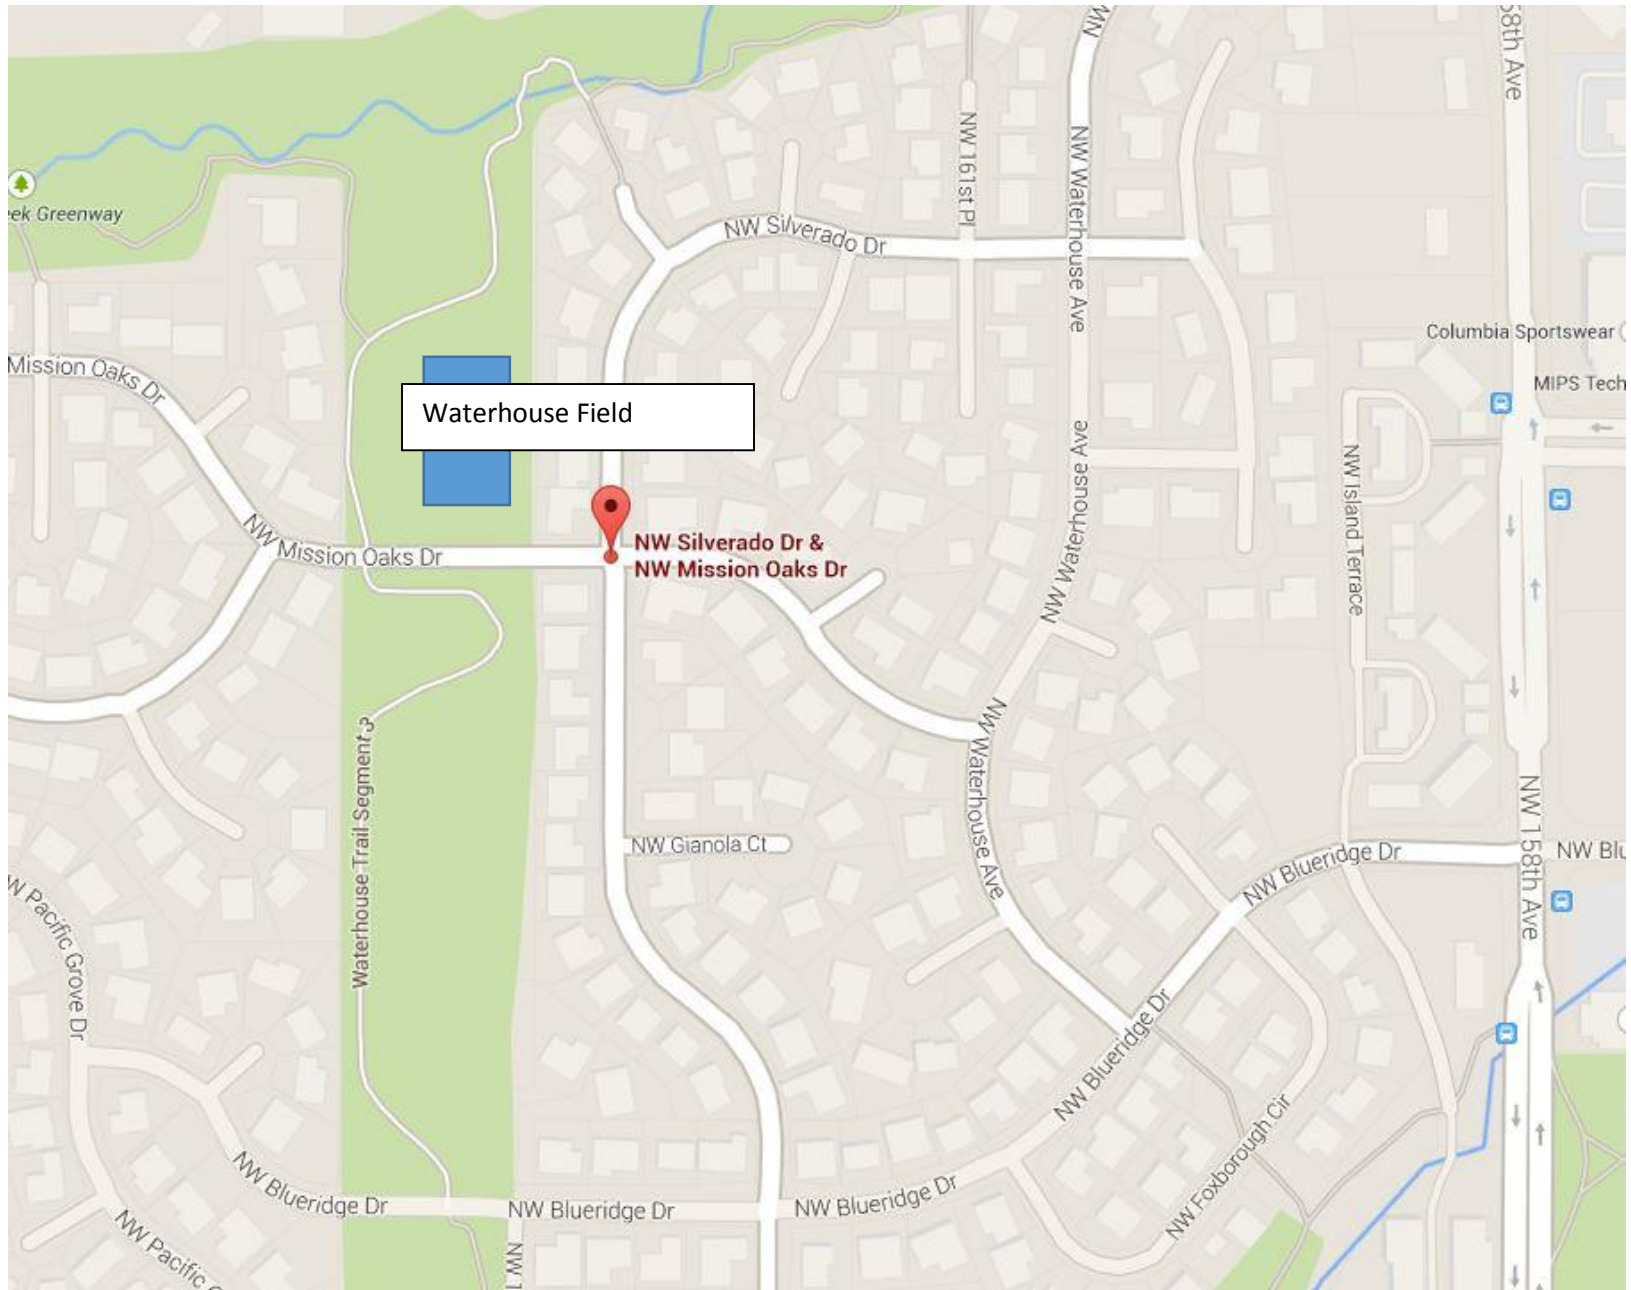 NW
58th Ave
NW 161st Pl
NW Waterhouse Ave
eek Greenway
NW Silverado Dr
Columbia Sportswear
Mission Oaks Dr
MIPS Tech
Waterhouse Field
NW Waterhouse Ave
NW Island Terrace
NW Mission Oaks Dr
NW Silverado Dr &
NW Mission Oaks Dr
NW Waterhouse Ave
Waterhouse Trail Segment 3
NW 158th Ave
NW Gianola Ct
NW Blueridge Dr
NW Blu
W Pacific Grove Dr
NW Blueridge Dr
NW Foxborough Cir
NW Blueridge Dr
NW Blueridge Dr
NW Blueridge Dr
NW Pacific G
NW 1